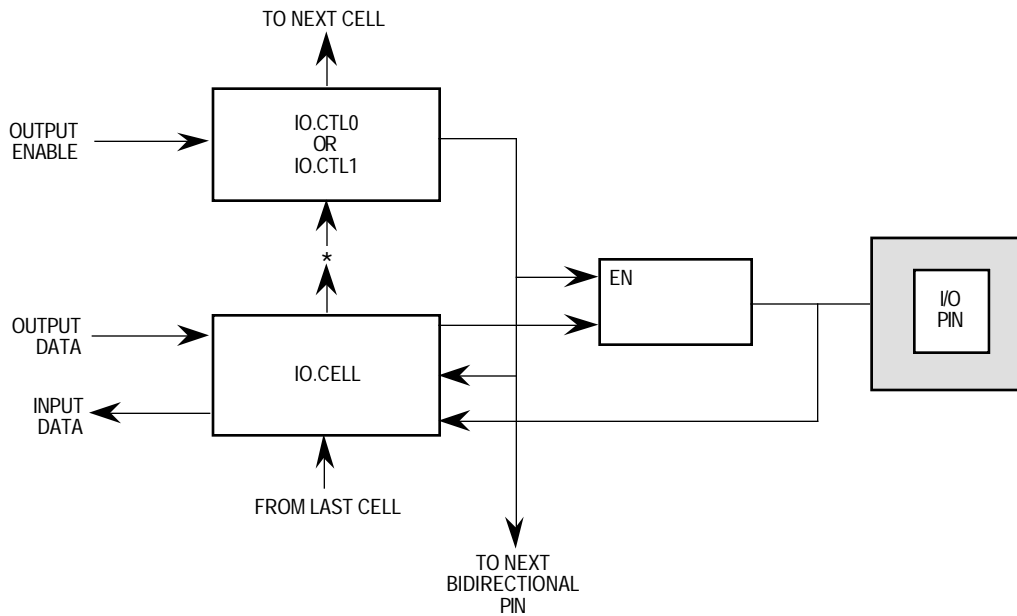 TO NEXT CELL
OUTPUT
ENABLE
IO.CTL0
OR
IO.CTL1
*
EN
I/O
PIN
OUTPUT
DATA
IO.CELL
INPUT
DATA
FROM LAST CELL
TO NEXT
BIDIRECTIONAL
PIN